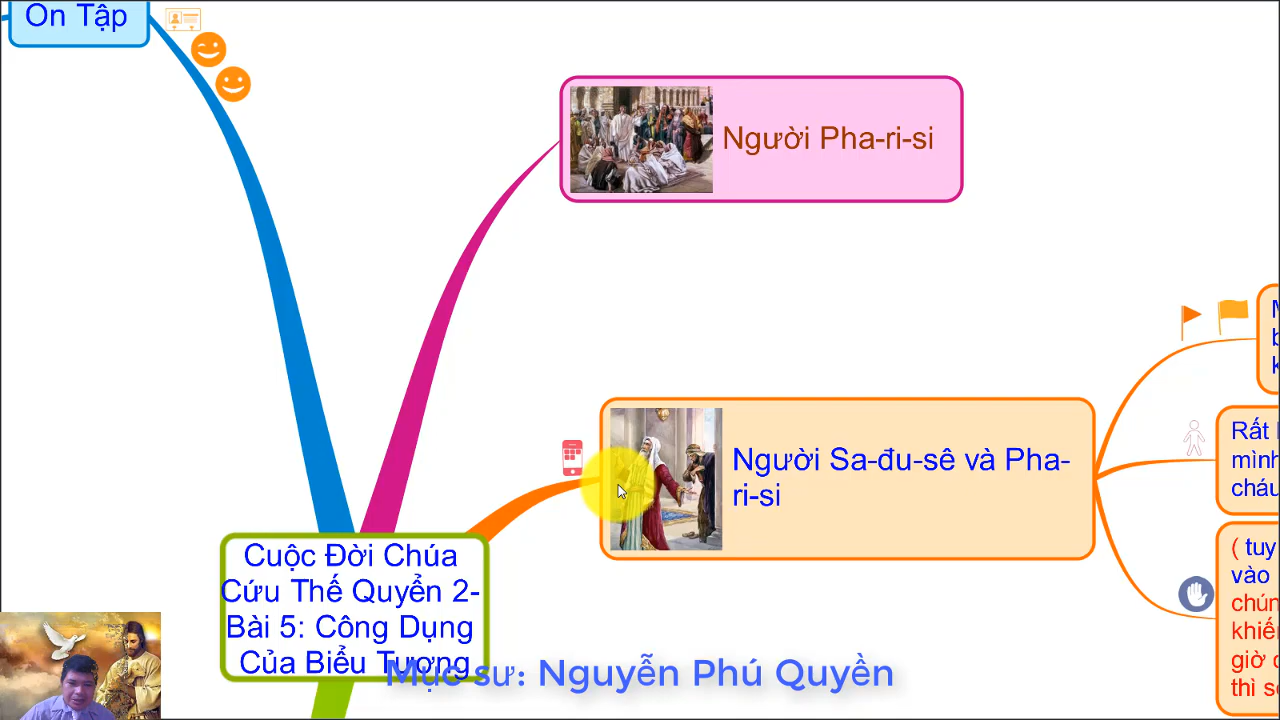 Ôn Tập
Người Pha-ri-si
Người Sa-đu-sê và Pha-
ri-si
Rất
mình
cháu
( tuy
vào
chún
khiế
giờ
thì
Cuộc Đời Chúa
Cứu Thế Quyển 2-
Bài 5: Công Dụng
Của Biểu Tượng
Mục sư: Nguyễn Phú Quyền